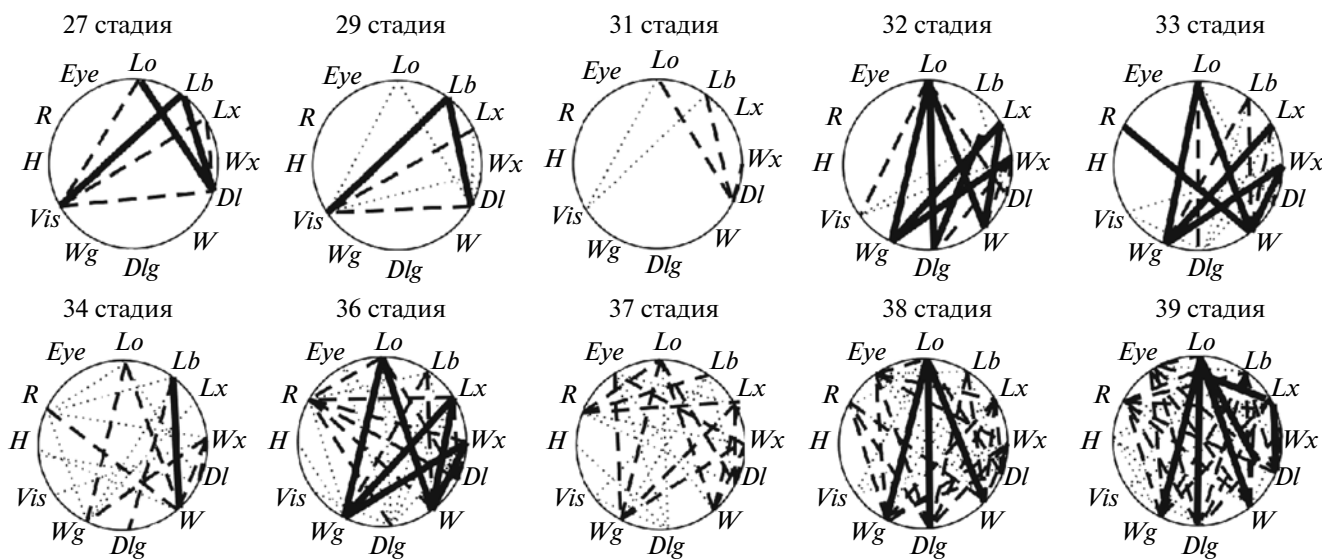 27 стадия 29 стадия 31 стадия 32 стадия 33 стадия
Lo Lo Lo Lo Lo
Eye Lb Eye Lb Eye Lb Eye Lb Eye Lb
R Lx R Lx R Lx R Lx R Lx
H Wx H Wx H Wx H Wx H Wx
Vis Dl Vis Dl Vis Dl Vis Dl Vis Dl
Wg W Wg W Wg W Wg W Wg W
Dlg Dlg Dlg Dlg Dlg
34 стадия 36 стадия 37 стадия 38 стадия 39 стадия
Lo Lo Lo Lo Lo
Eye Lb Eye Lb Eye Lb Eye Lb Eye Lb
R Lx R Lx R Lx R Lx R Lx
H Wx H Wx H Wx H Wx H Wx
Vis Dl Vis Dl Vis Dl Vis Dl Vis Dl
Wg W Wg W Wg W Wg W Wg W
Dlg Dlg Dlg Dlg Dlg